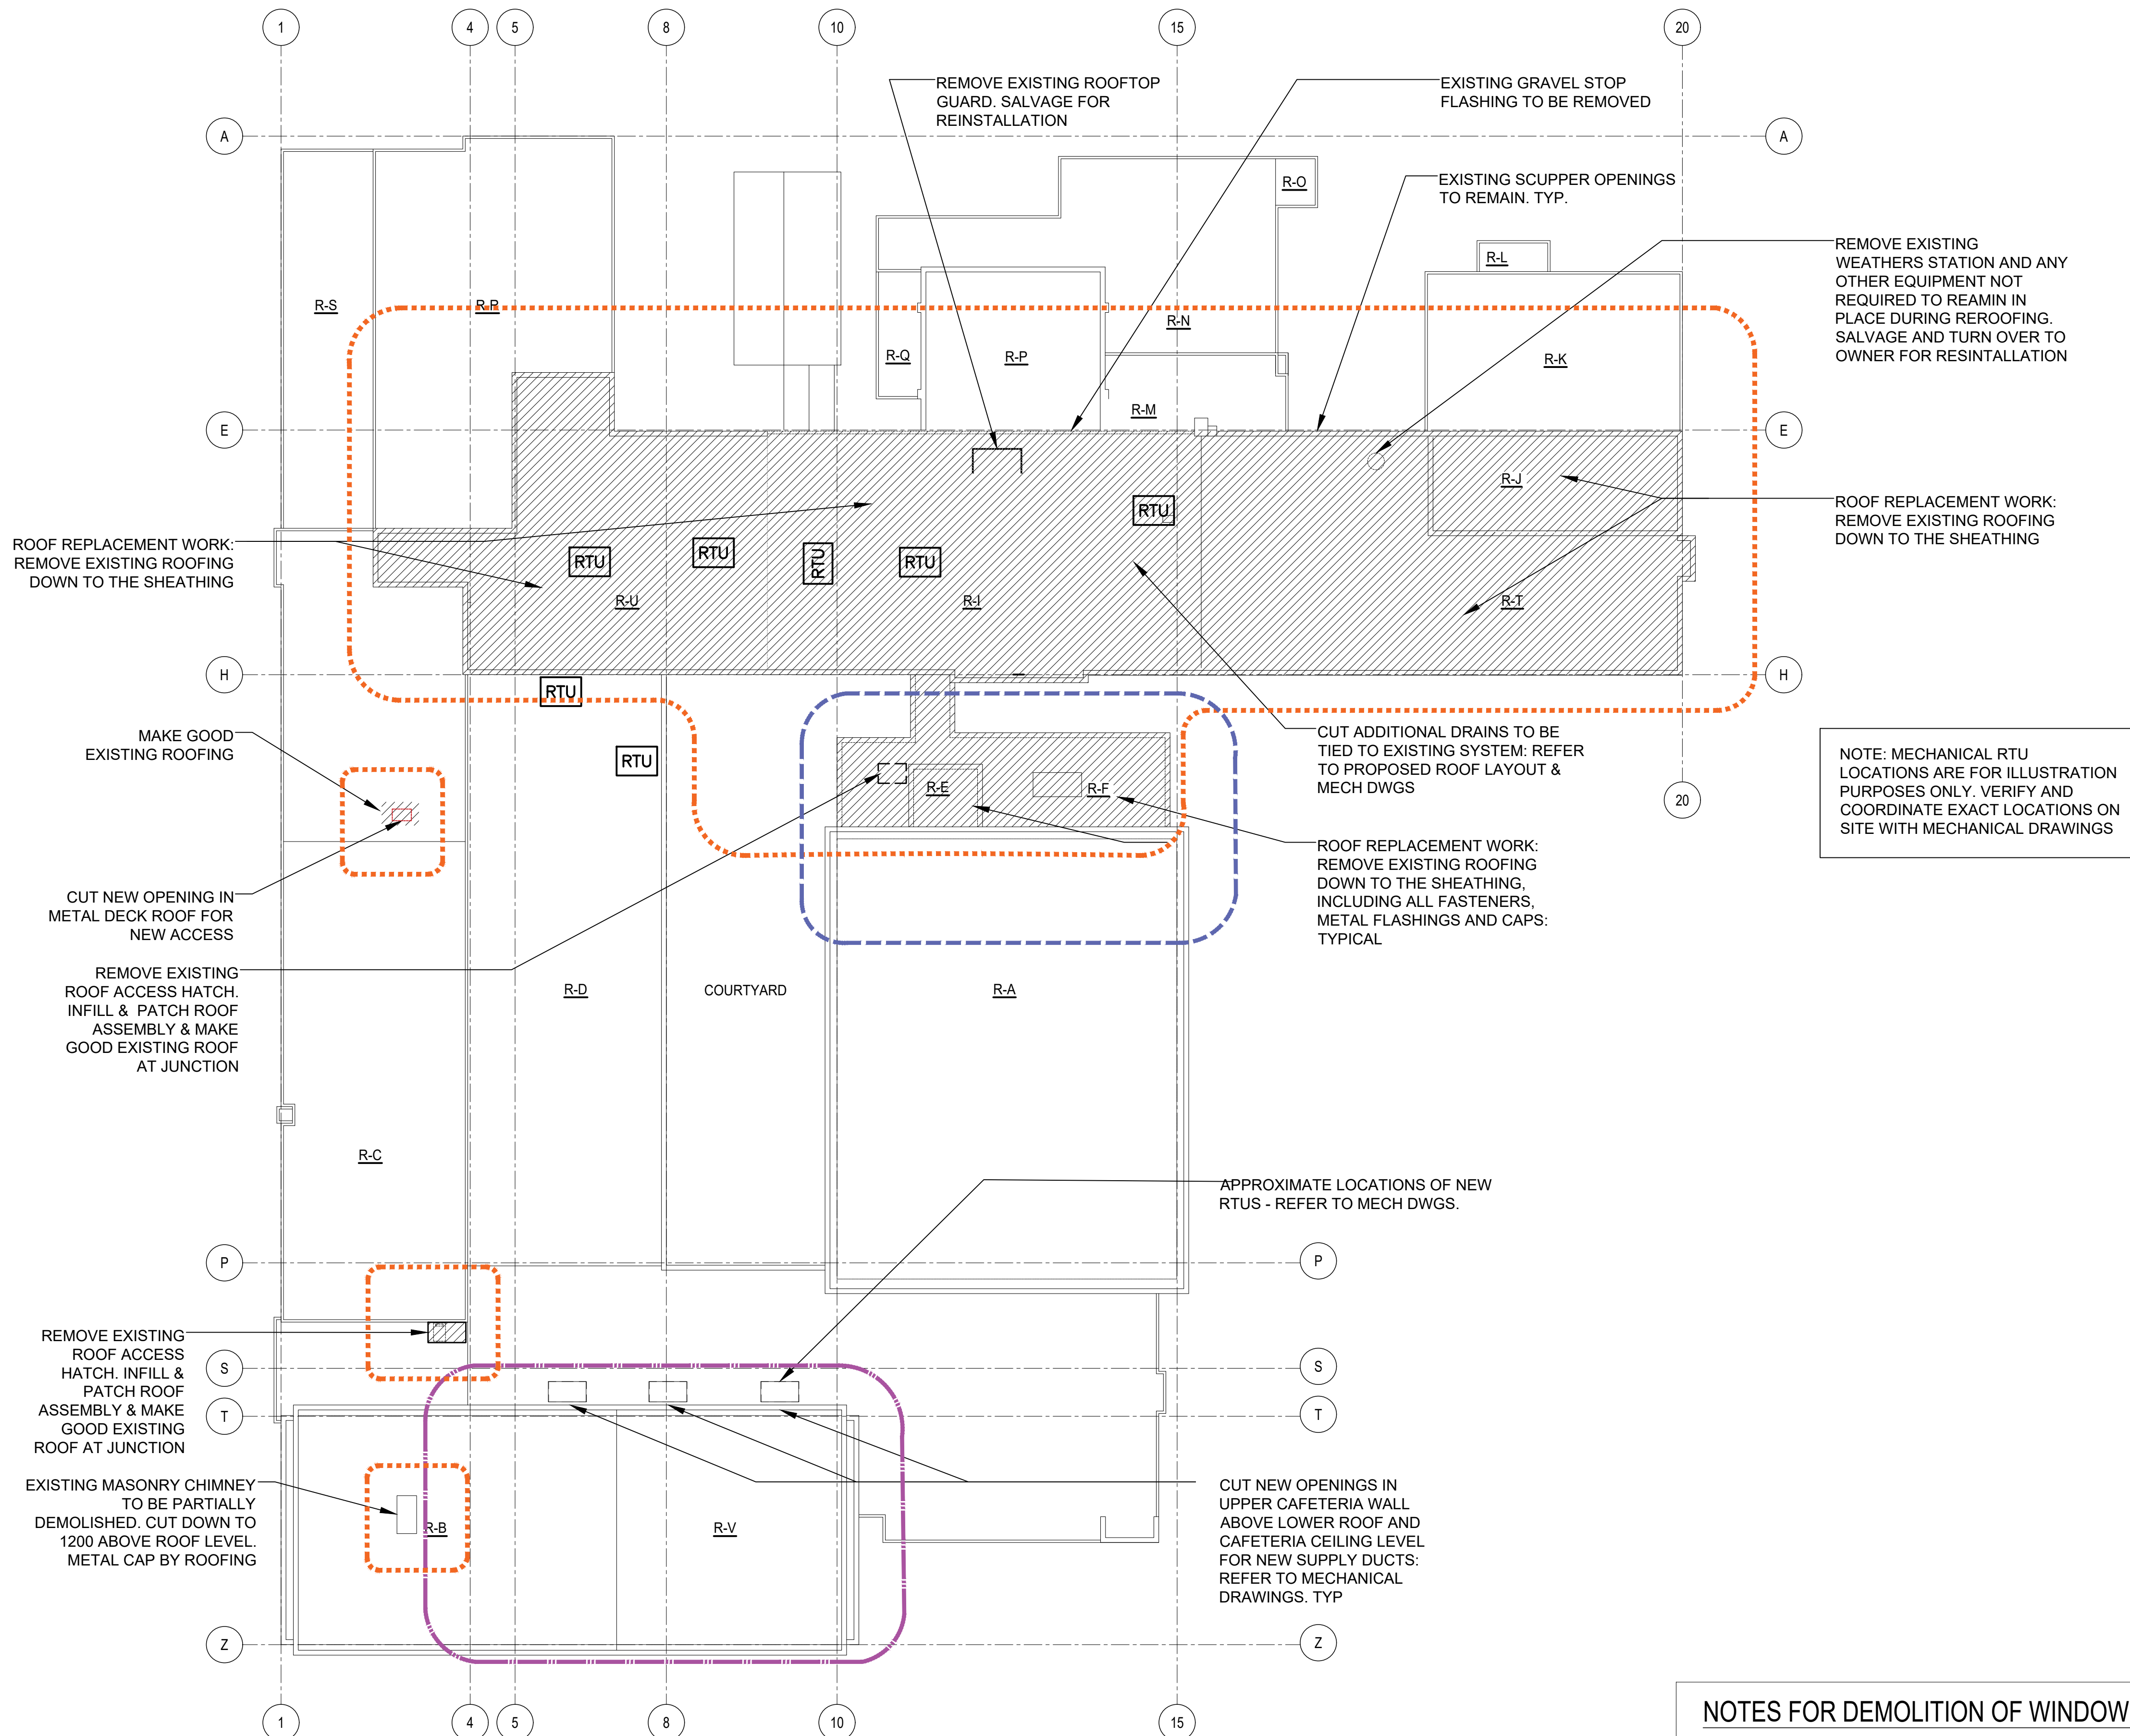 1
4
5
8
10
15
20
REMOVE EXISTING ROOFTOP
GUARD. SALVAGE FOR
REINSTALLATION
EXISTING GRAVEL STOP
FLASHING TO BE REMOVED
A
A
EXISTING SCUPPER OPENINGS
TO REMAIN. TYP.
R-O
REMOVE EXISTING
WEATHERS STATION AND ANY
OTHER EQUIPMENT NOT
REQUIRED TO REAMIN IN
PLACE DURING REROOFING.
SALVAGE AND TURN OVER TO
OWNER FOR RESINTALLATION
R-L
R-S
R-R
R-N
R-Q
R-P
R-K
R-M
E
E
R-J
ROOF REPLACEMENT WORK:
REMOVE EXISTING ROOFING
DOWN TO THE SHEATHING
RTU
ROOF REPLACEMENT WORK:
REMOVE EXISTING ROOFING
DOWN TO THE SHEATHING
RTU
RTU
RTU
RTU
R-U
R-I
R-T
H
H
RTU
MAKE GOOD
EXISTING ROOFING
RTU
CUT ADDITIONAL DRAINS TO BE
TIED TO EXISTING SYSTEM: REFER
TO PROPOSED ROOF LAYOUT &
MECH DWGS
NOTE: MECHANICAL RTU
LOCATIONS ARE FOR ILLUSTRATION
PURPOSES ONLY. VERIFY AND
COORDINATE EXACT LOCATIONS ON
SITE WITH MECHANICAL DRAWINGS
R-E
R-F
20
ROOF REPLACEMENT WORK:
REMOVE EXISTING ROOFING
DOWN TO THE SHEATHING,
INCLUDING ALL FASTENERS,
METAL FLASHINGS AND CAPS:
TYPICAL
CUT NEW OPENING IN
METAL DECK ROOF FOR
NEW ACCESS
REMOVE EXISTING
ROOF ACCESS HATCH.
INFILL & PATCH ROOF
ASSEMBLY & MAKE
GOOD EXISTING ROOF
AT JUNCTION
R-D
COURTYARD
R-A
R-C
APPROXIMATE LOCATIONS OF NEW
RTUS - REFER TO MECH DWGS.
P
P
REMOVE EXISTING
ROOF ACCESS
HATCH. INFILL &
PATCH ROOF
ASSEMBLY & MAKE
GOOD EXISTING
ROOF AT JUNCTION
S
S
T
T
EXISTING MASONRY CHIMNEY
TO BE PARTIALLY
DEMOLISHED. CUT DOWN TO
1200 ABOVE ROOF LEVEL.
METAL CAP BY ROOFING
R-B
R-V
CUT NEW OPENINGS IN
UPPER CAFETERIA WALL
ABOVE LOWER ROOF AND
CAFETERIA CEILING LEVEL
FOR NEW SUPPLY DUCTS:
REFER TO MECHANICAL
DRAWINGS. TYP
Z
Z
NOTES FOR DEMOLITION OF WINDOW
1
4
5
8
10
15